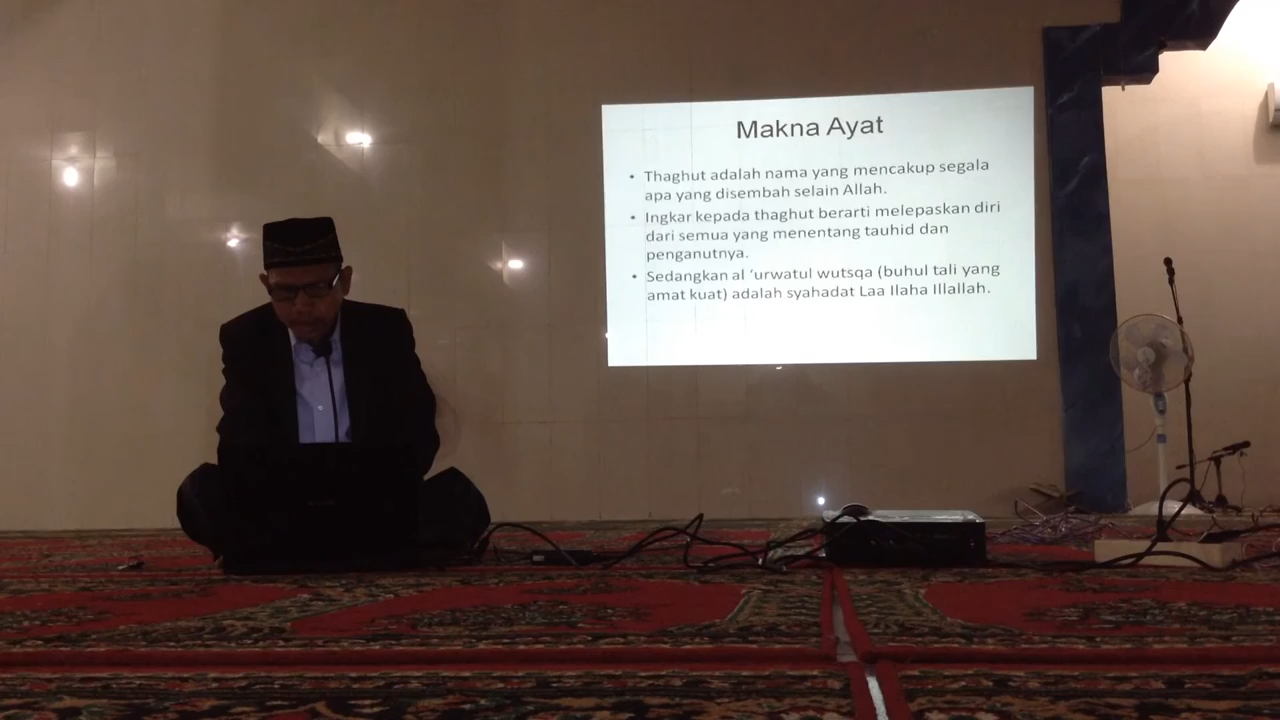 Makna Ayat
• Thaghut adalah nama yang mencakup segala
apa yang disembah selain Allah.
• Ingkar kepada thaghut berarti melepaskan diri
dari semua yang menentang tauhid dan
penganutnya.
• Sedangkan al ‘urwatul wutsqa (buhul tali yang
amat kuat) adalah syahadat Laa Ilaha Illallah.